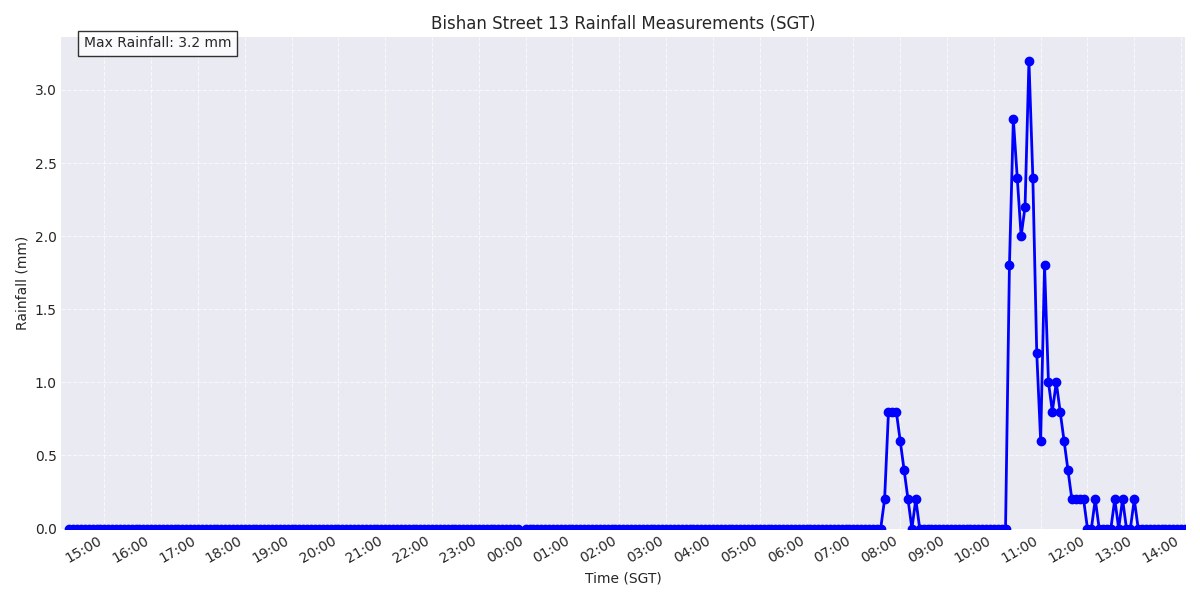 Bishan Street 13 Rainfall Measurements (SGT)
Max Rainfall: 3.2 mm
3.0
2.5
2.0
1.5
1.0
0.5
0.0
Rainfall (mm)
15:00 16:00 17:00 18:00 19:00 20:00 21:00 22:00 23:00 00:00 01:00 02:00 03:00 04:00 05:00 06:00 07:00 08:00 09:00 10:00 11:00 12:00 13:00 14:00
Time (SGT)